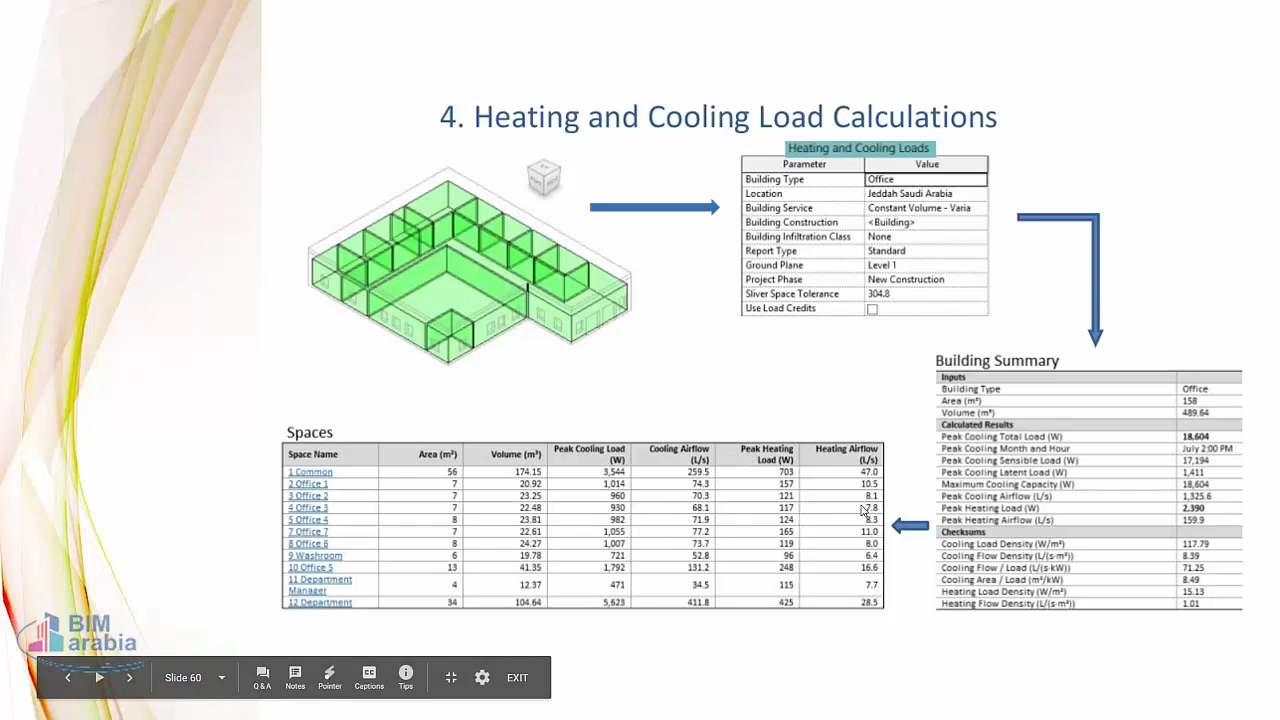 4. Heating and Cooling Load Calculations
Heating and Cooling Loads
Parameter Value
Building Type Office
Location Jeddah Saudi Arabia
Building Service Constant Volume - Varia
Building Construction <Building>
Building Infiltration Class None
Report Type Standard
Ground Plane Level 1
Project Phase New Construction
Sliver Space Tolerance 304.8
Use Load Credits
Building Summary
Inputs
Building Type Office
Area (m²) 158
Volume (m³) 489.64
Calculated Results
Peak Cooling Total Load (W) 18,604
Peak Cooling Month and Hour July 2:00 PM
Peak Cooling Sensible Load (W) 17,194
Peak Cooling Latent Load (W) 1,411
Maximum Cooling Capacity (W) 18,604
Peak Cooling Airflow (L/s) 1,325.6
Peak Heating Load (W) 2,390
Peak Heating Airflow (L/s) 159.9
Checksums
Cooling Load Density (W/m²) 117.79
Cooling Flow Density (L/(s·m²)) 8.39
Cooling Flow / Load (L/(s·kW)) 71.25
Cooling Area / Load (m²/kW) 8.49
Heating Load Density (W/m²) 15.13
Heating Flow Density (L/(s·m²)) 1.01
Spaces
Space Name Area (m²) Volume (m³) Peak Cooling Load (W) Cooling Airflow (L/s) Peak Heating Load (W) Heating Airflow (L/s)
1 Common 56 174.15 3,544 259.5 703 47.0
2 Office 1 7 20.92 1,014 74.3 157 10.5
3 Office 2 7 23.25 960 70.3 121 8.1
4 Office 3 7 22.48 930 68.1 117 7.8
5 Office 4 8 23.81 982 71.9 124 8.3
7 Office 7 7 22.61 1,055 77.2 165 11.0
8 Office 6 8 24.27 1,007 73.7 119 8.0
9 Washroom 6 19.78 721 52.8 96 6.4
10 Office 5 13 41.35 1,792 131.2 248 16.6
11 Department Manager 4 12.37 471 34.5 115 7.7
12 Department 34 104.64 5,623 411.8 425 28.5
BIM
arabia
Slide 60 Q&A Notes Pointer Captions Tips EXIT